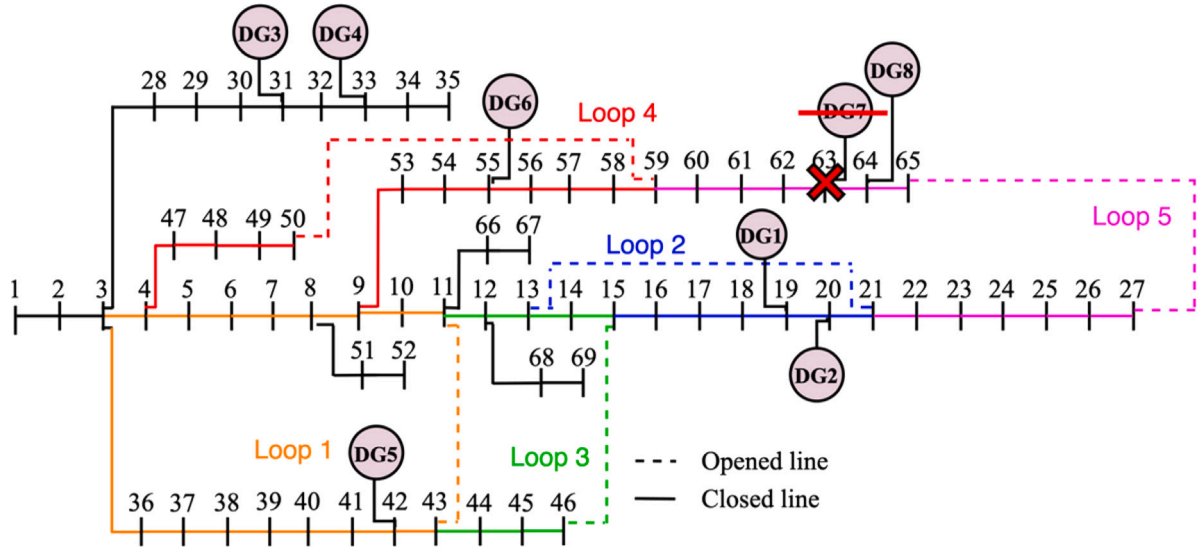 DG3 DG4
DG8
28 29 30 31 32 33 34 35
DG6
DG7
Loop 4
53 54 55 56 57 58 59 60 61 62 63 64 65
47 48 49 50
66 67
DG1
Loop 5
Loop 2
1 2 3 4 5 6 7 8 9 10 11 12 13 14 15 16 17 18 19 20 21 22 23 24 25 26 27
51 52
68 69
DG2
Loop 1
DG5
Loop 3
Opened line
Closed line
36 37 38 39 40 41 42 43 44 45 46